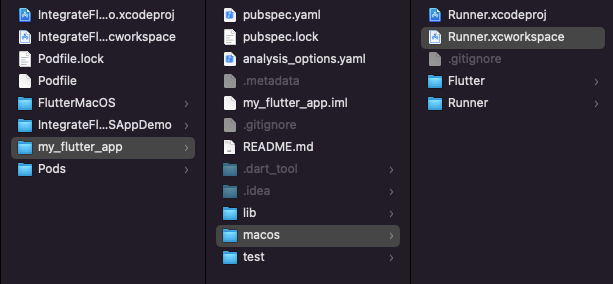 IntegrateFl...o.xcodeproj
IntegrateFl...cworkspace
Podfile.lock
Podfile
FlutterMacOS
IntegrateFl...SAppDemo
my_flutter_app
Pods
pubspec.yaml
pubspec.lock
analysis_options.yaml
.metadata
my_flutter_app.iml
.gitignore
README.md
.dart_tool
.idea
lib
macos
test
Runner.xcodeproj
Runner.xcworkspace
.gitignore
Flutter
Runner